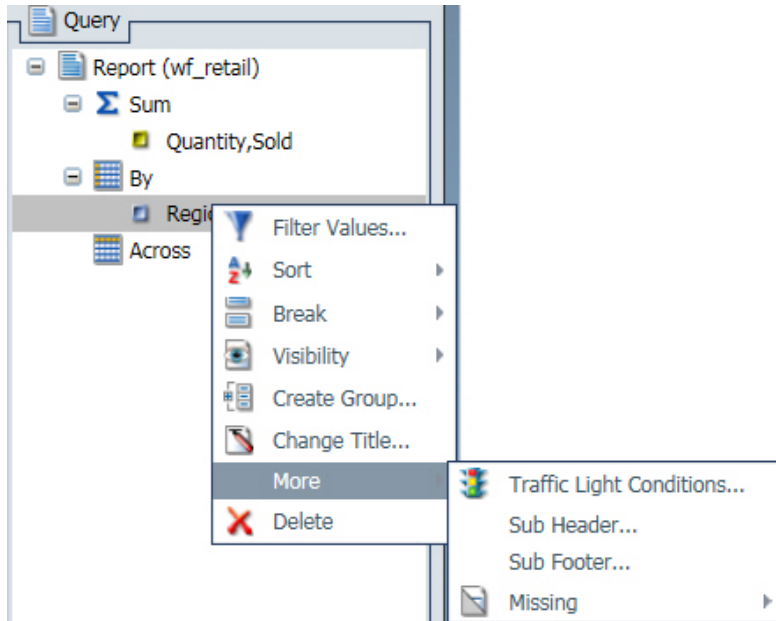 Query
Report (wf_retail)
Sum
Quantity,Sold
By
Across
Filter Values...
Sort
Break
Visibility
Create Group...
Change Title...
More
Delete
Traffic Light Conditions...
Sub Header...
Sub Footer...
Missing